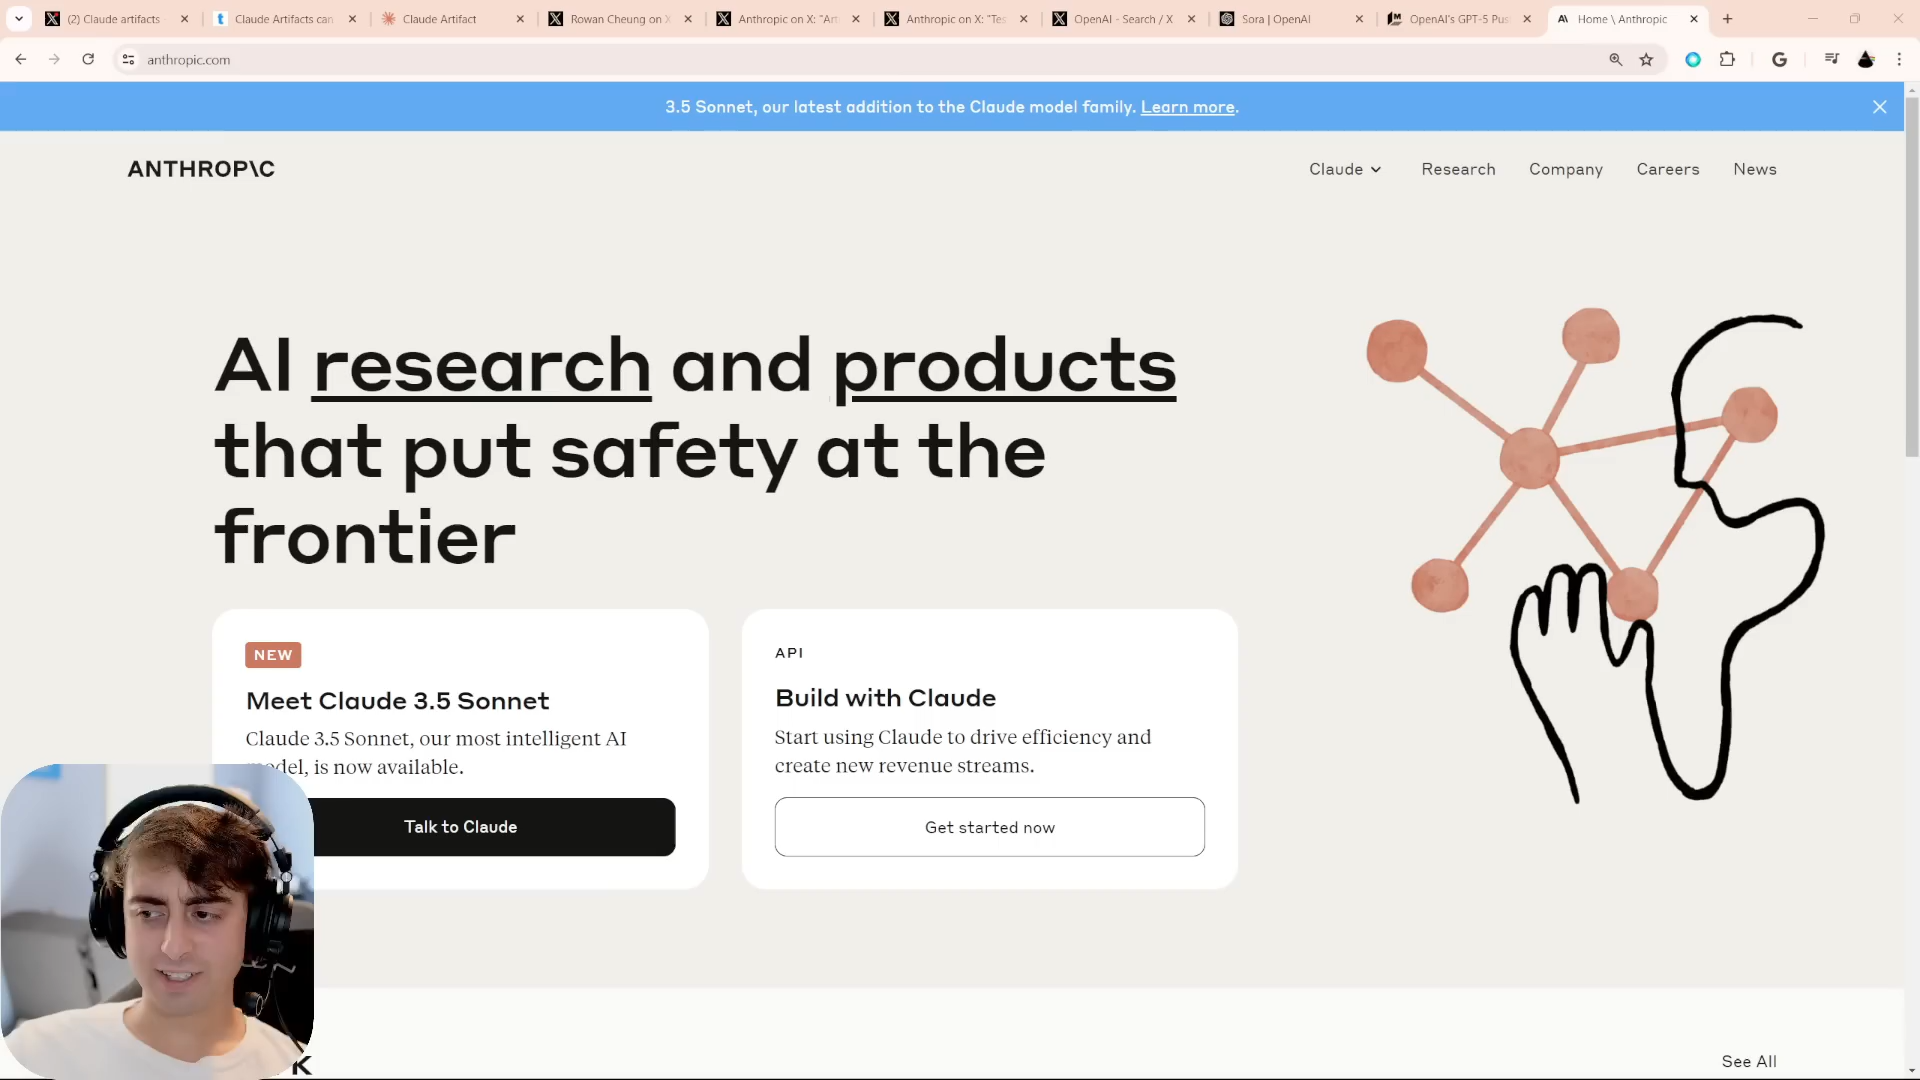 (2) Claude artifacts
Claude Artifacts can
Claude Artifact
Rowan Cheung on X
Anthropic on X: "Art
Anthropic on X: "Tes
OpenAI - Search / X
Sora | OpenAI
OpenAI's GPT-5 Pus
Home \ Anthropic
anthropic.com
3.5 Sonnet, our latest addition to the Claude model family. Learn more.
ANTHROP\C
Claude
Research
Company
Careers
News
AI research and products
that put safety at the
frontier
NEW
Meet Claude 3.5 Sonnet
Claude 3.5 Sonnet, our most intelligent AI
model, is now available.
Talk to Claude
API
Build with Claude
Start using Claude to drive efficiency and
create new revenue streams.
Get started now
See All